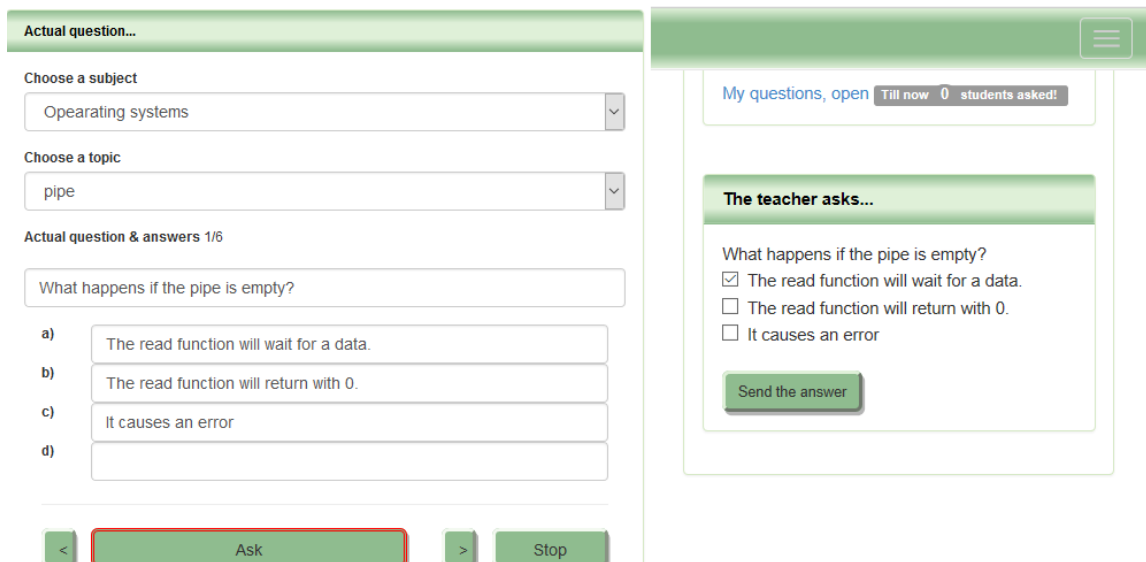 Actual question...
Choose a subject
Opearating systems
Choose a topic
pipe
Actual question & answers 1/6
What happens if the pipe is empty?
a) The read function will wait for a data.
b) The read function will return with 0.
c) It causes an error
d)
< Ask > Stop
My questions, open Till now 0 students asked!
The teacher asks...
What happens if the pipe is empty?
The read function will wait for a data.
The read function will return with 0.
It causes an error
Send the answer